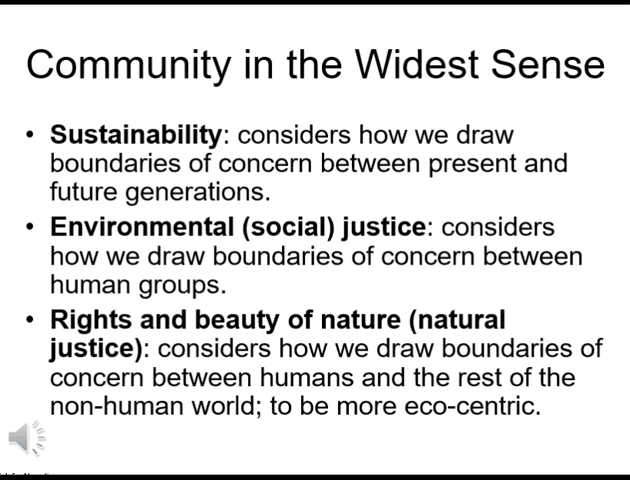 Community in the Widest Sense
• Sustainability: considers how we draw
boundaries of concern between present and
future generations.
• Environmental (social) justice: considers
how we draw boundaries of concern between
human groups.
• Rights and beauty of nature (natural
justice): considers how we draw boundaries of
concern between humans and the rest of the
non-human world; to be more eco-centric.